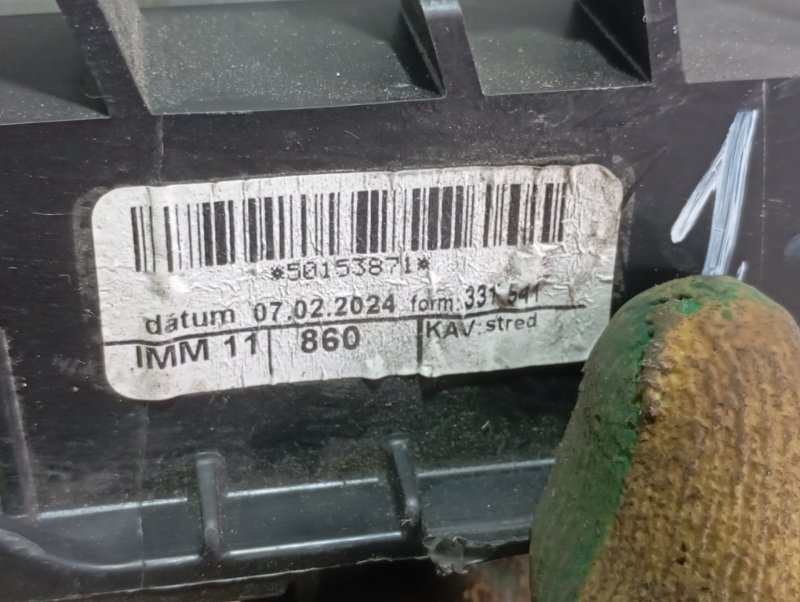 *50153871*
dátum 07.02.2024 form: 331 541
IMM 11 860 KAV: stred
1.